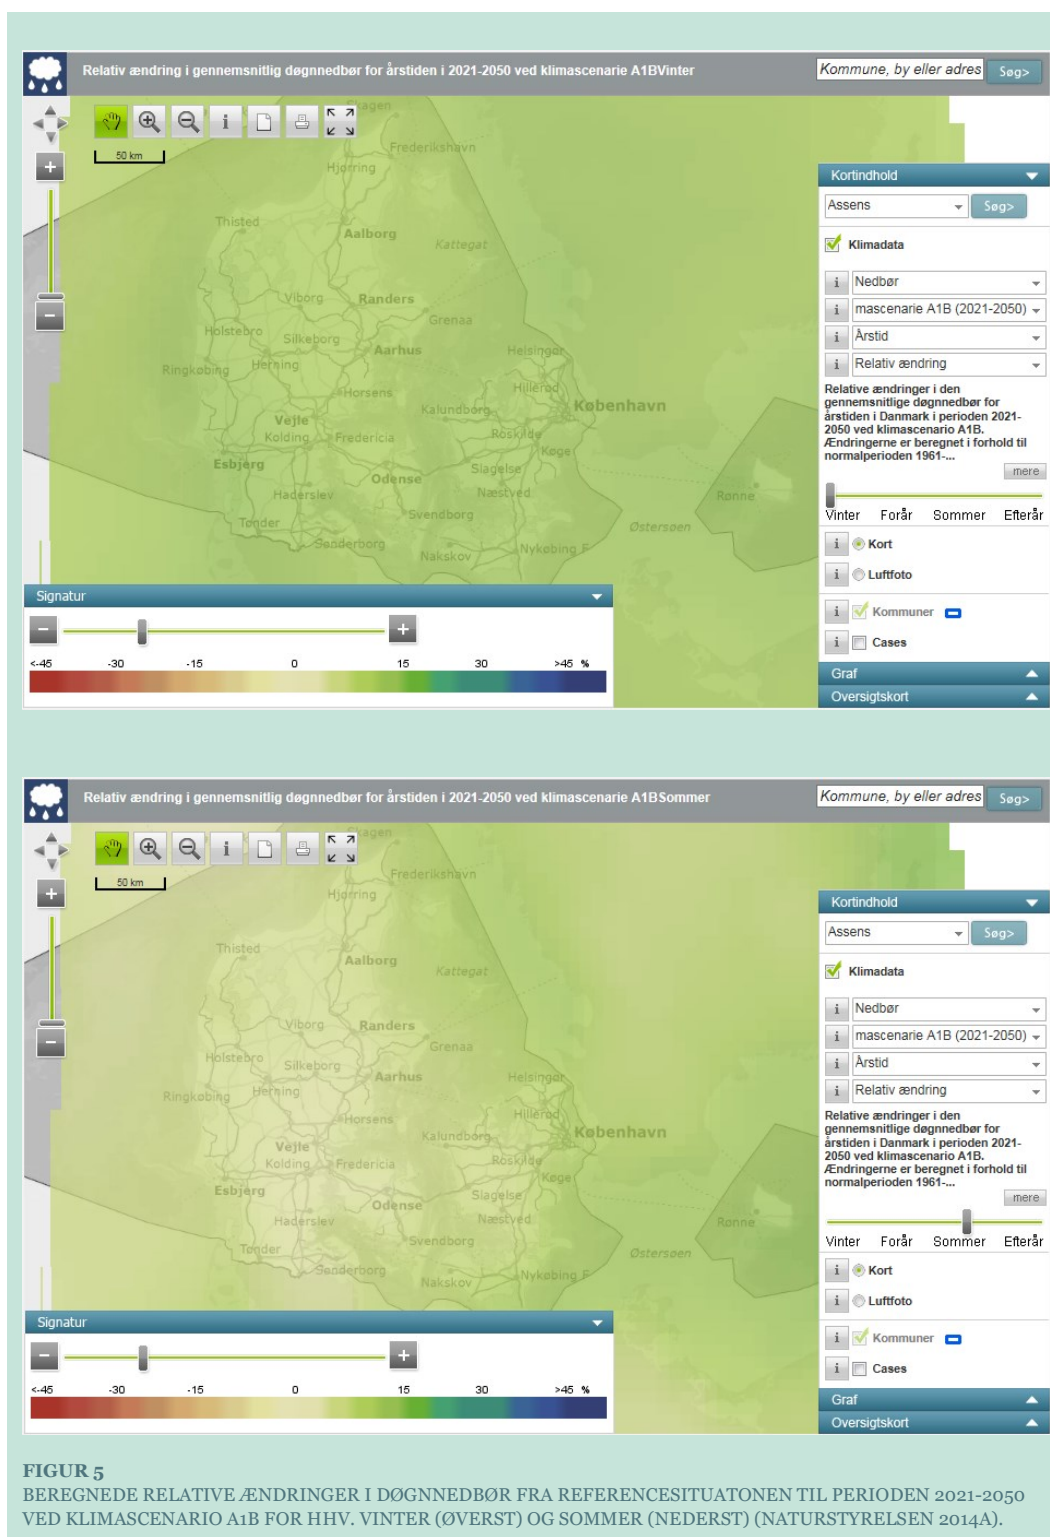 Relativ ændring i gennemsnitlig døgnnedbør for årstiden i 2021-2050 ved klimascenarie A1BVinter
Kommune, by eller adres
Søg>
50 km
Skagen
Frederikshavn
Hjørring
Thisted
Aalborg
Kattegat
Viborg
Randers
Grenaa
Holstebro
Silkeborg
Aarhus
Helsingør
Ringkøbing
Herning
Hillerød
Horsens
Kalundborg
København
Vejle
Roskilde
Kolding
Fredericia
Køge
Esbjerg
Slagelse
Odense
Haderslev
Næstved
Rønne
Svendborg
Tønder
Østersøen
Sønderborg
Nakskov
Nykøbing F
Kortindhold
Assens
Søg>
Klimadata
i Nedbør
i mascenarie A1B (2021-2050)
i Årstid
i Relativ ændring
Relative ændringer i den
gennemsnitlige døgnnedbør for
årstiden i Danmark i perioden 2021-
2050 ved klimascenario A1B.
Ændringerne er beregnet i forhold til
normalperioden 1961-...
mere
Vinter Forår Sommer Efterår
i Kort
i Luftfoto
i Kommuner
i Cases
Graf
Oversigtskort
Signatur
<-45 -30 -15 0 15 30 >45 %
Relativ ændring i gennemsnitlig døgnnedbør for årstiden i 2021-2050 ved klimascenarie A1BSommer
Kommune, by eller adres
Søg>
50 km
Skagen
Frederikshavn
Hjørring
Thisted
Aalborg
Kattegat
Viborg
Randers
Grenaa
Holstebro
Silkeborg
Aarhus
Helsingør
Ringkøbing
Herning
Hillerød
Horsens
Kalundborg
København
Vejle
Roskilde
Kolding
Fredericia
Køge
Esbjerg
Slagelse
Odense
Haderslev
Næstved
Rønne
Svendborg
Tønder
Østersøen
Sønderborg
Nakskov
Nykøbing F
Kortindhold
Assens
Søg>
Klimadata
i Nedbør
i mascenarie A1B (2021-2050)
i Årstid
i Relativ ændring
Relative ændringer i den
gennemsnitlige døgnnedbør for
årstiden i Danmark i perioden 2021-
2050 ved klimascenario A1B.
Ændringerne er beregnet i forhold til
normalperioden 1961-...
mere
Vinter Forår Sommer Efterår
i Kort
i Luftfoto
i Kommuner
i Cases
Graf
Oversigtskort
Signatur
<-45 -30 -15 0 15 30 >45 %
FIGUR 5
BEREGNEDE RELATIVE ÆNDRINGER I DØGNNEDBØR FRA REFERENCESITUATONEN TIL PERIODEN 2021-2050
VED KLIMASCENARIO A1B FOR HHV. VINTER (ØVERST) OG SOMMER (NEDERST) (NATURSTYRELSEN 2014A).